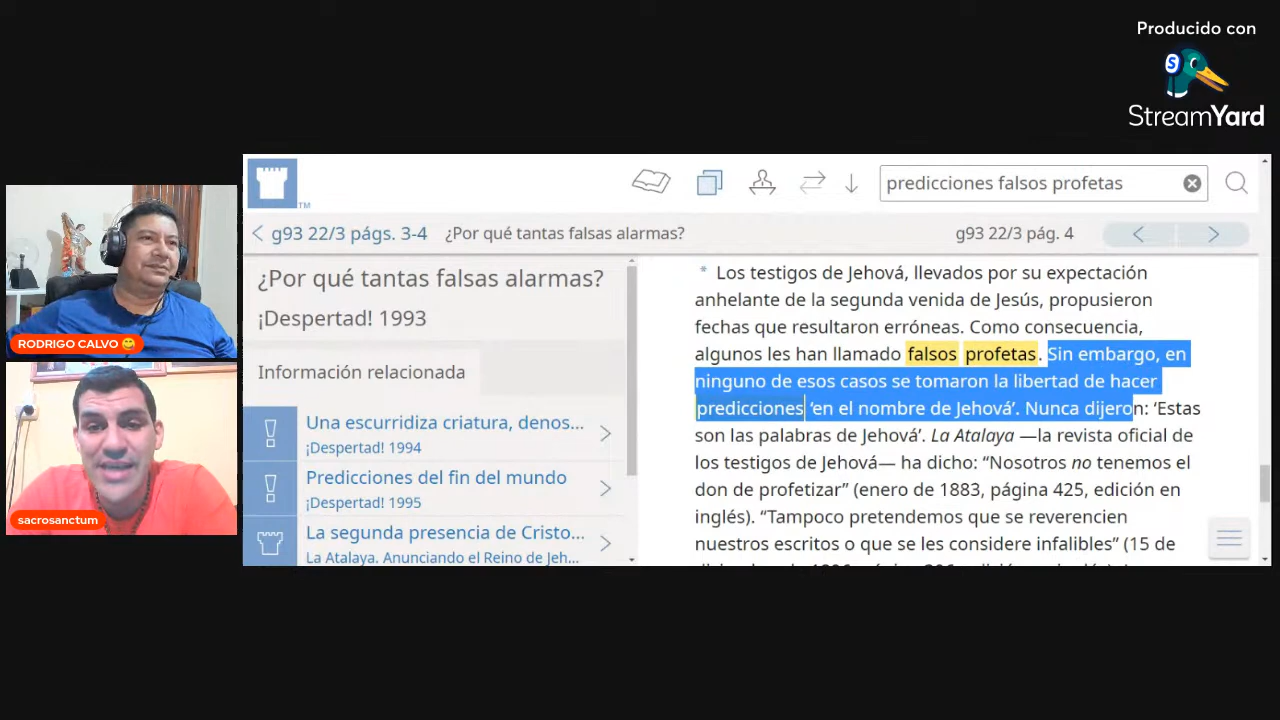 Producido con
StreamYard
predicciones falsos profetas
TM
g93 22/3 págs. 3-4 ¿Por qué tantas falsas alarmas? g93 22/3 pág. 4
¿Por qué tantas falsas alarmas?
¡Despertad! 1993
Información relacionada
Una escurridiza criatura, denos...
¡Despertad! 1994
Predicciones del fin del mundo
¡Despertad! 1995
La segunda presencia de Cristo...
La Atalaya. Anunciando el Reino de Jeh...
* Los testigos de Jehová, llevados por su expectación
anhelante de la segunda venida de Jesús, propusieron
fechas que resultaron erróneas. Como consecuencia,
algunos les han llamado falsos profetas. Sin embargo, en
ninguno de esos casos se tomaron la libertad de hacer
predicciones ‘en el nombre de Jehová’. Nunca dijeron: ‘Estas
son las palabras de Jehová’. La Atalaya —la revista oficial de
los testigos de Jehová— ha dicho: “Nosotros no tenemos el
don de profetizar” (enero de 1883, página 425, edición en
inglés). “Tampoco pretendemos que se reverencien
nuestros escritos o que se les considere infalibles” (15 de
RODRIGO CALVO
sacrosanctum